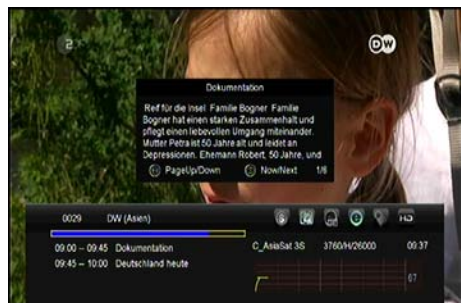 2
DW
Dokumentation
Reif für die Insel Familie Bogner Familie
Bogner hat einen starken Zusammenhalt und
pflegt einen liebevollen Umgang miteinander.
Mutter Petra ist 50 Jahre alt und leidet an
Depressionen. Ehemann Robert, 50 Jahre, und
PageUp/Down Now/Next 1/6
0029 DW (Asien) HD
09:00 – 09:45 Dokumentation C_AsiaSat 3S 3760/H/26000 09:37
09:45 – 10:00 Deutschland heute
67